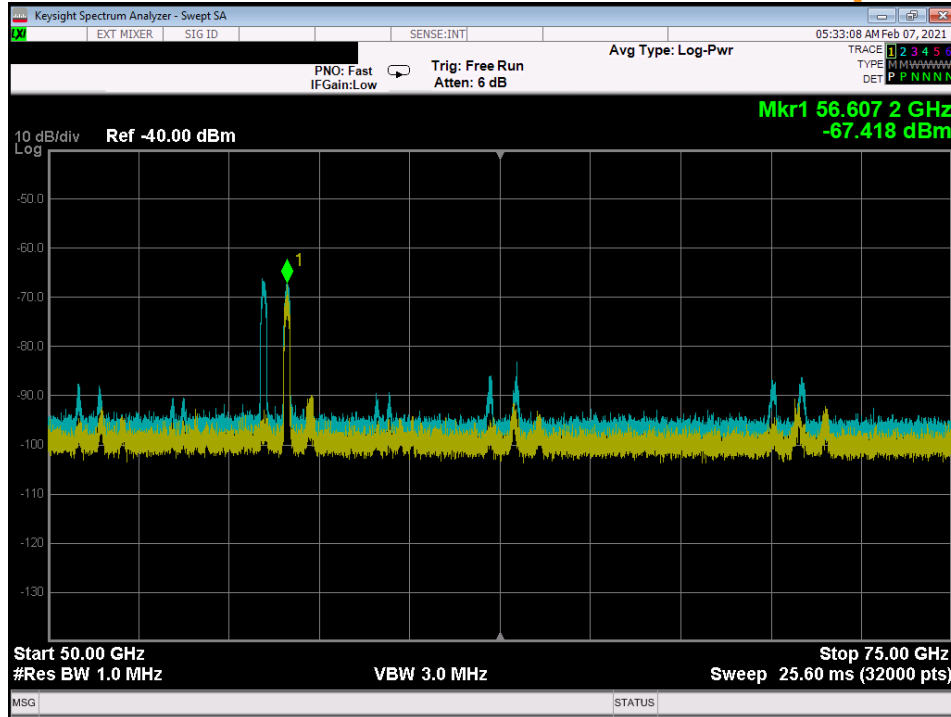 Keysight Spectrum Analyzer - Swept SA
LXI EXT MIXER SIG ID SENSE:INT 05:33:08 AM Feb 07, 2021
PNO: Fast Trig: Free Run Avg Type: Log-Pwr TRACE 1 2 3 4 5 6
IFGain:Low Atten: 6 dB TYPE M M W W W W W
DET P P N N N N
Mkr1 56.607 2 GHz
-67.418 dBm
10 dB/div Ref -40.00 dBm
Log
-50.0
-60.0
1
-70.0
-80.0
-90.0
-100
-110
-120
-130
Start 50.00 GHz Stop 75.00 GHz
#Res BW 1.0 MHz VBW 3.0 MHz Sweep 25.60 ms (32000 pts)
MSG STATUS